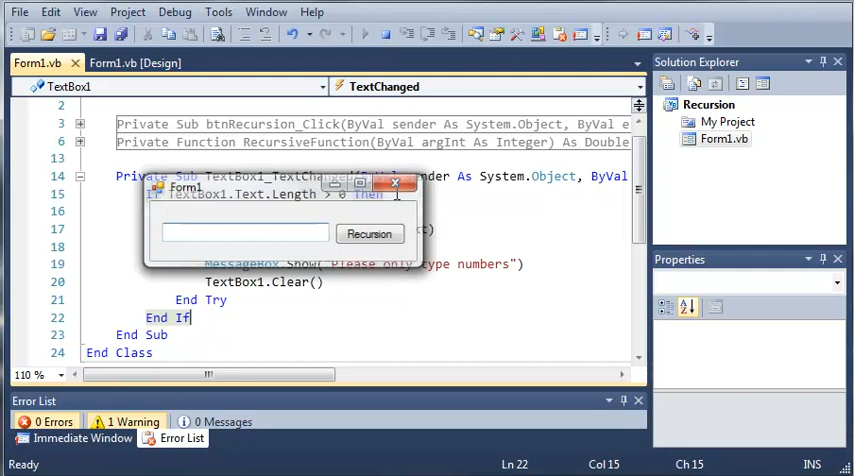 File Edit View Project Debug Tools Window Help
Form1.vb Form1.vb [Design] Solution Explorer
TextBox1 TextChanged
Recursion
My Project
Form1.vb
2
3 Private Sub btnRecursion_Click(ByVal sender As System.Object, ByVal e
6 Private Function RecursiveFunction(ByVal argInt As Integer) As Double
13
14 Private Sub TextBox1_TextChanged(ByVal sender As System.Object, ByVal
Form1
15 If TextBox1.Text.Length > 0 Then
16
17
Recursion
18
19 MessageBox.Show("Please only type numbers")
20 TextBox1.Clear()
21 End Try
22 End If
23 End Sub
24 End Class
Properties
110 %
Error List
0 Errors 1 Warning 0 Messages
Immediate Window Error List
Ready Ln 22 Col 15 Ch 15 INS